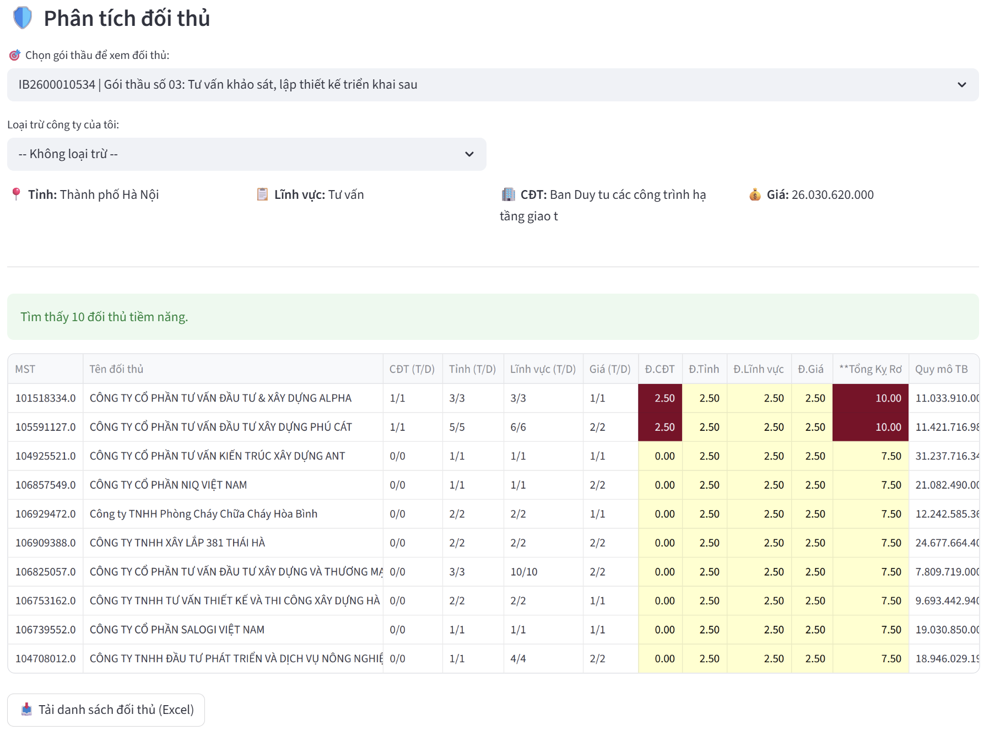 Phân tích đối thủ
Chọn gói thầu để xem đối thủ:
IB2600010534 | Gói thầu số 03: Tư vấn khảo sát, lập thiết kế triển khai sau
Loại trừ công ty của tôi:
-- Không loại trừ --
Tỉnh: Thành phố Hà Nội
Lĩnh vực: Tư vấn
CĐT: Ban Duy tu các công trình hạ
tầng giao t
Giá: 26.030.620.000
Tìm thấy 10 đối thủ tiềm năng.
MST Tên đối thủ CĐT (T/D) Tỉnh (T/D) Lĩnh vực (T/D) Giá (T/D) Đ.CĐT Đ.Tỉnh Đ.Lĩnh vực Đ.Giá **Tổng Kỵ Rơ Quy mô TB
101518334.0 CÔNG TY CỔ PHẦN TƯ VẤN ĐẦU TƯ & XÂY DỰNG ALPHA 1/1 3/3 3/3 1/1 2.50 2.50 2.50 2.50 10.00 11.033.910.00
105591127.0 CÔNG TY CỔ PHẦN TƯ VẤN ĐẦU TƯ XÂY DỰNG PHÚ CÁT 1/1 5/5 6/6 2/2 2.50 2.50 2.50 2.50 10.00 11.421.716.98
104925521.0 CÔNG TY CỔ PHẦN TƯ VẤN KIẾN TRÚC XÂY DỰNG ANT 0/0 1/1 1/1 1/1 0.00 2.50 2.50 2.50 7.50 31.237.716.34
106857549.0 CÔNG TY CỔ PHẦN NIQ VIỆT NAM 0/0 1/1 1/1 2/2 0.00 2.50 2.50 2.50 7.50 21.082.490.00
106929472.0 Công ty TNHH Phòng Cháy Chữa Cháy Hòa Bình 0/0 2/2 2/2 1/1 0.00 2.50 2.50 2.50 7.50 12.242.585.36
106909388.0 CÔNG TY TNHH XÂY LẮP 381 THÁI HÀ 0/0 2/2 2/2 2/2 0.00 2.50 2.50 2.50 7.50 24.677.664.40
106825057.0 CÔNG TY CỔ PHẦN TƯ VẤN ĐẦU TƯ XÂY DỰNG VÀ THƯƠNG MẠ 0/0 3/3 10/10 2/2 0.00 2.50 2.50 2.50 7.50 7.809.719.000
106753162.0 CÔNG TY TNHH TƯ VẤN THIẾT KẾ VÀ THI CÔNG XÂY DỰNG HÀ 0/0 2/2 2/2 1/1 0.00 2.50 2.50 2.50 7.50 9.693.442.940
106739552.0 CÔNG TY CỔ PHẦN SALOGI VIỆT NAM 0/0 1/1 1/1 1/1 0.00 2.50 2.50 2.50 7.50 19.030.850.00
104708012.0 CÔNG TY TNHH ĐẦU TƯ PHÁT TRIỂN VÀ DỊCH VỤ NÔNG NGHIỆ 0/0 1/1 4/4 2/2 0.00 2.50 2.50 2.50 7.50 18.946.029.19
Tải danh sách đối thủ (Excel)